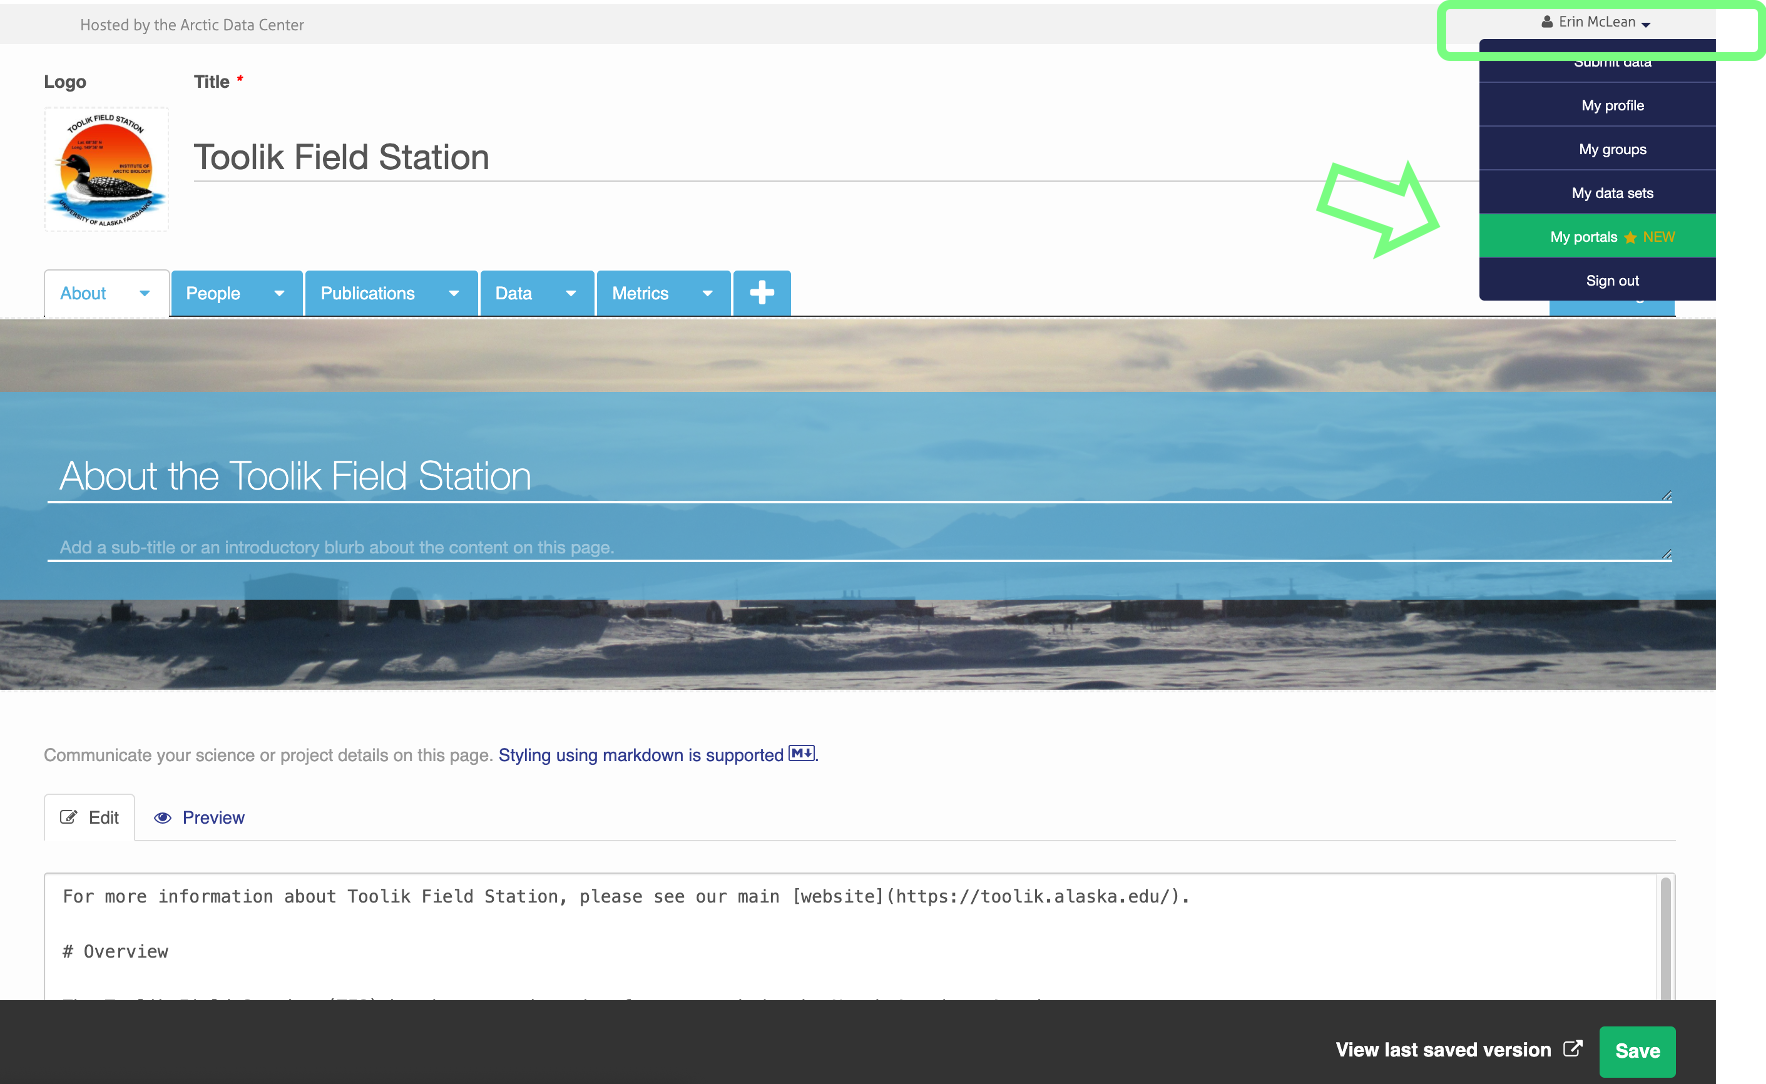 Hosted by the Arctic Data Center
Erin McLean
Submit data
My profile
My groups
My data sets
My portals NEW
Sign out
Logo
Title *
TOOLIK FIELD STATION
INSTITUTE OF
ARCTIC BIOLOGY
UNIVERSITY OF ALASKA FAIRBANKS
Toolik Field Station
About
People
Publications
Data
Metrics
About the Toolik Field Station
Add a sub-title or an introductory blurb about the content on this page.
Communicate your science or project details on this page. Styling using markdown is supported M.
Edit
Preview
For more information about Toolik Field Station, please see our main [website](https://toolik.alaska.edu/).
# Overview
View last saved version
Save